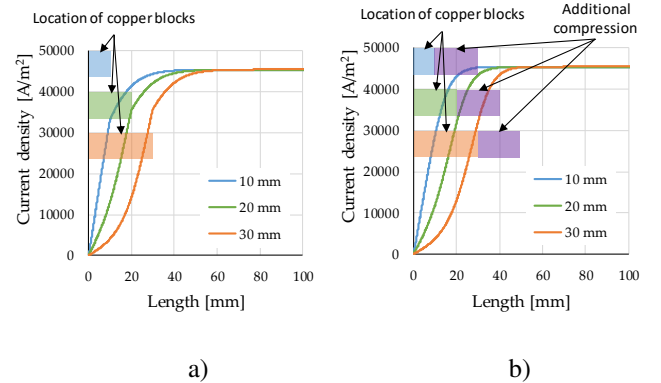 Location of copper blocks
50000
40000
30000
20000
10000
0
Current density [A/m²]
10 mm
20 mm
30 mm
0 20 40 60 80 100
Length [mm]
a)
Location of copper blocks
Additional
compression
50000
40000
30000
20000
10000
0
Current density [A/m²]
10 mm
20 mm
30 mm
0 20 40 60 80 100
Length [mm]
b)